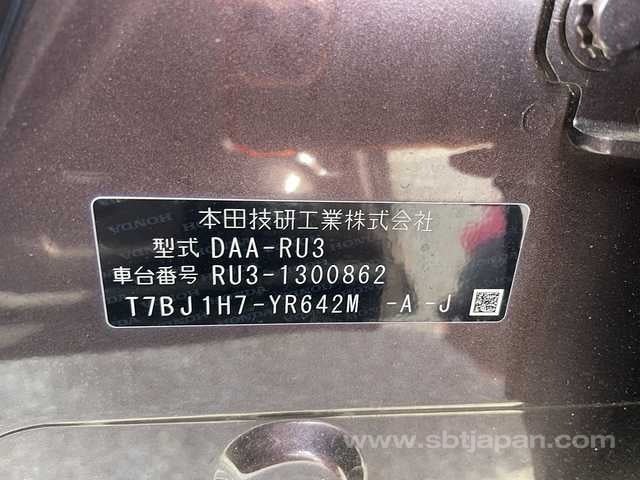 本田技研工業株式会社
型式 DAA-RU3
車台番号 RU3-1300862
T7BJ1H7-YR642M -A -J
www.sbtjapan.com